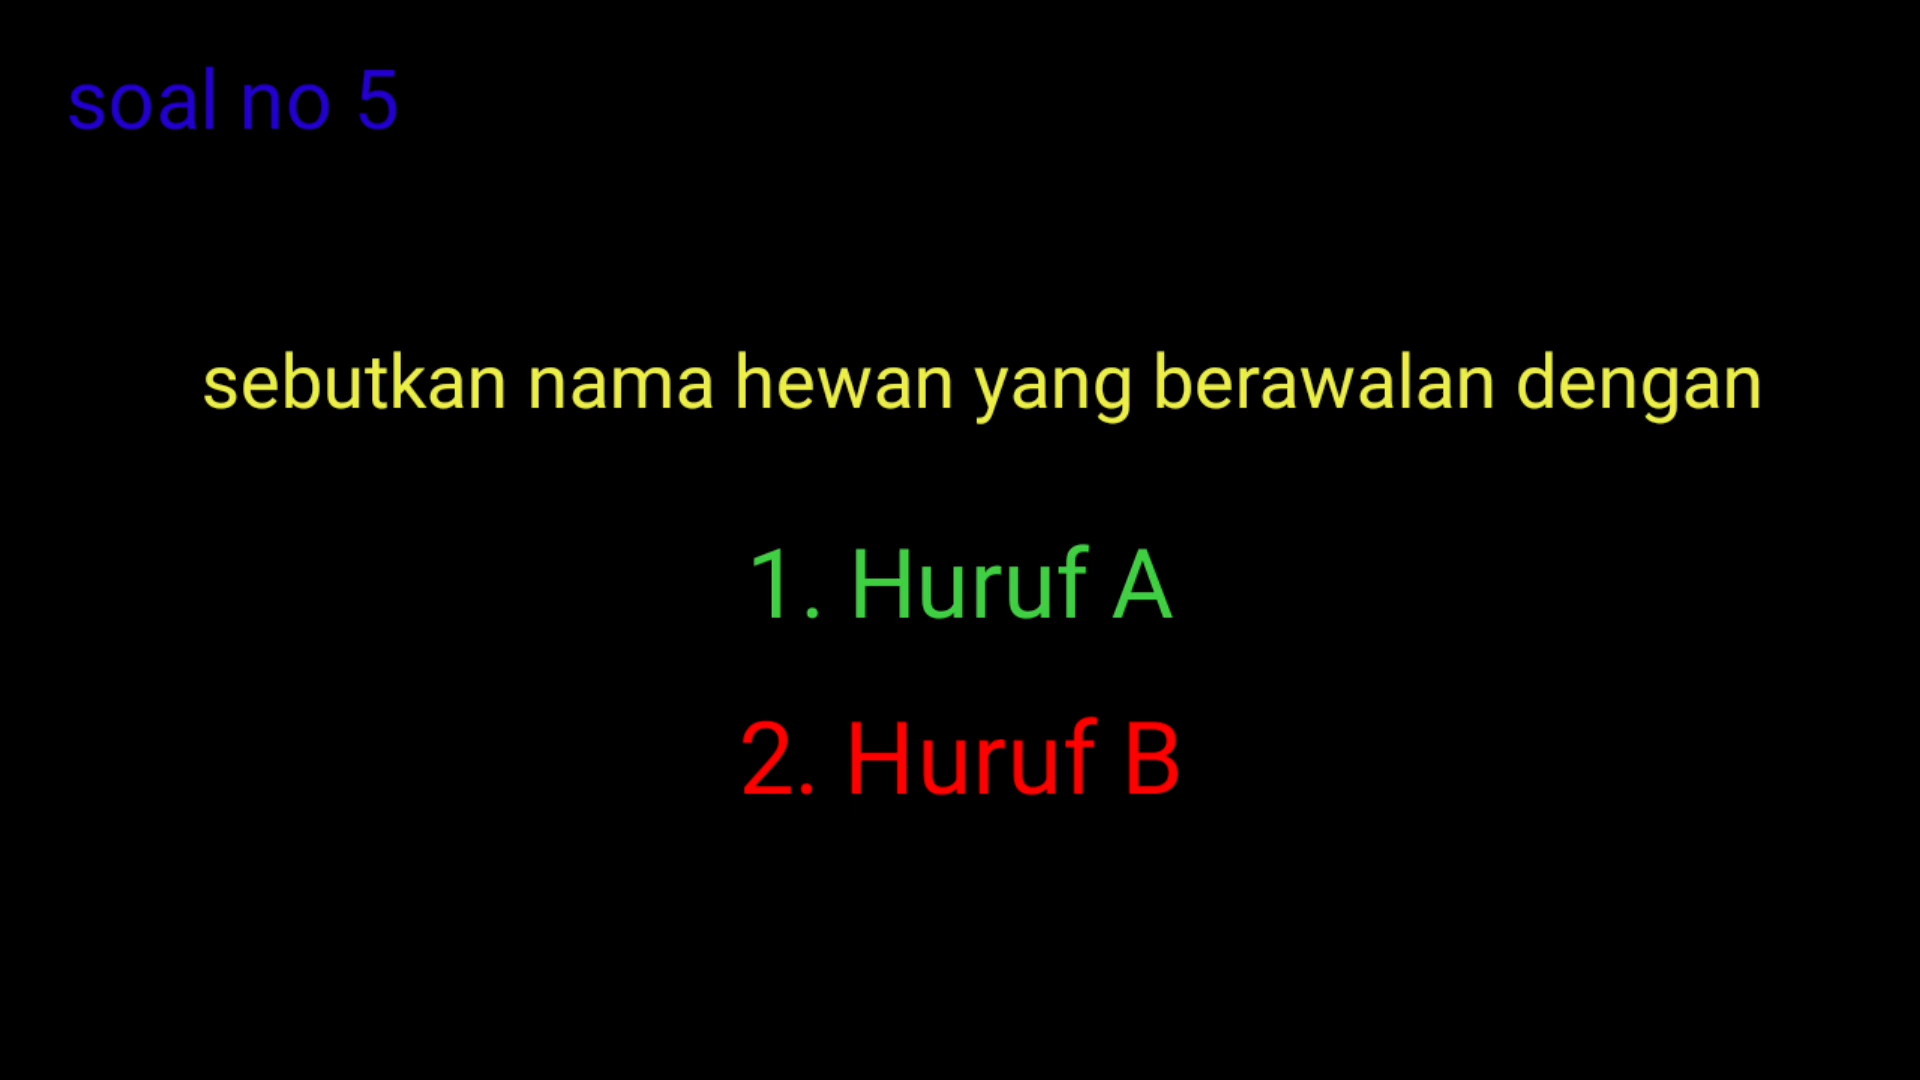 soal no 5
sebutkan nama hewan yang berawalan dengan
1. Huruf A
2. Huruf B